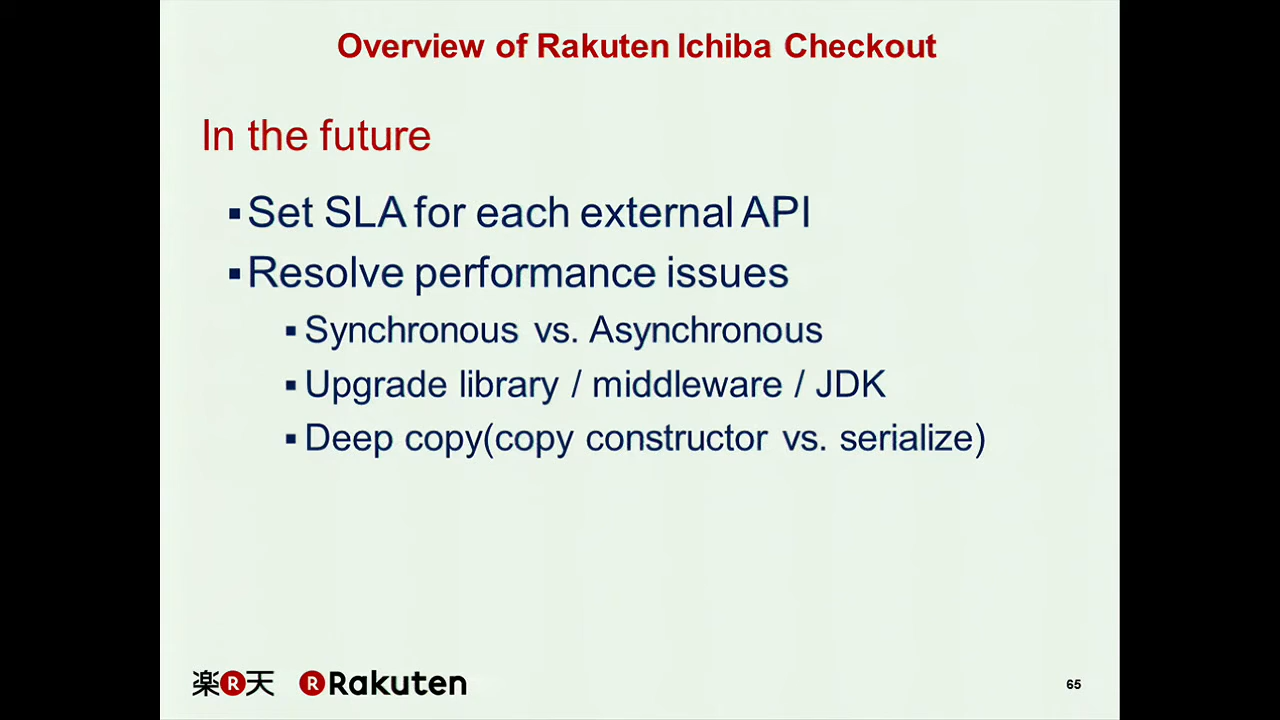 Overview of Rakuten Ichiba Checkout
In the future
▪Set SLA for each external API
▪Resolve performance issues
▪Synchronous vs. Asynchronous
▪Upgrade library / middleware / JDK
▪Deep copy(copy constructor vs. serialize)
楽R天 R Rakuten
65